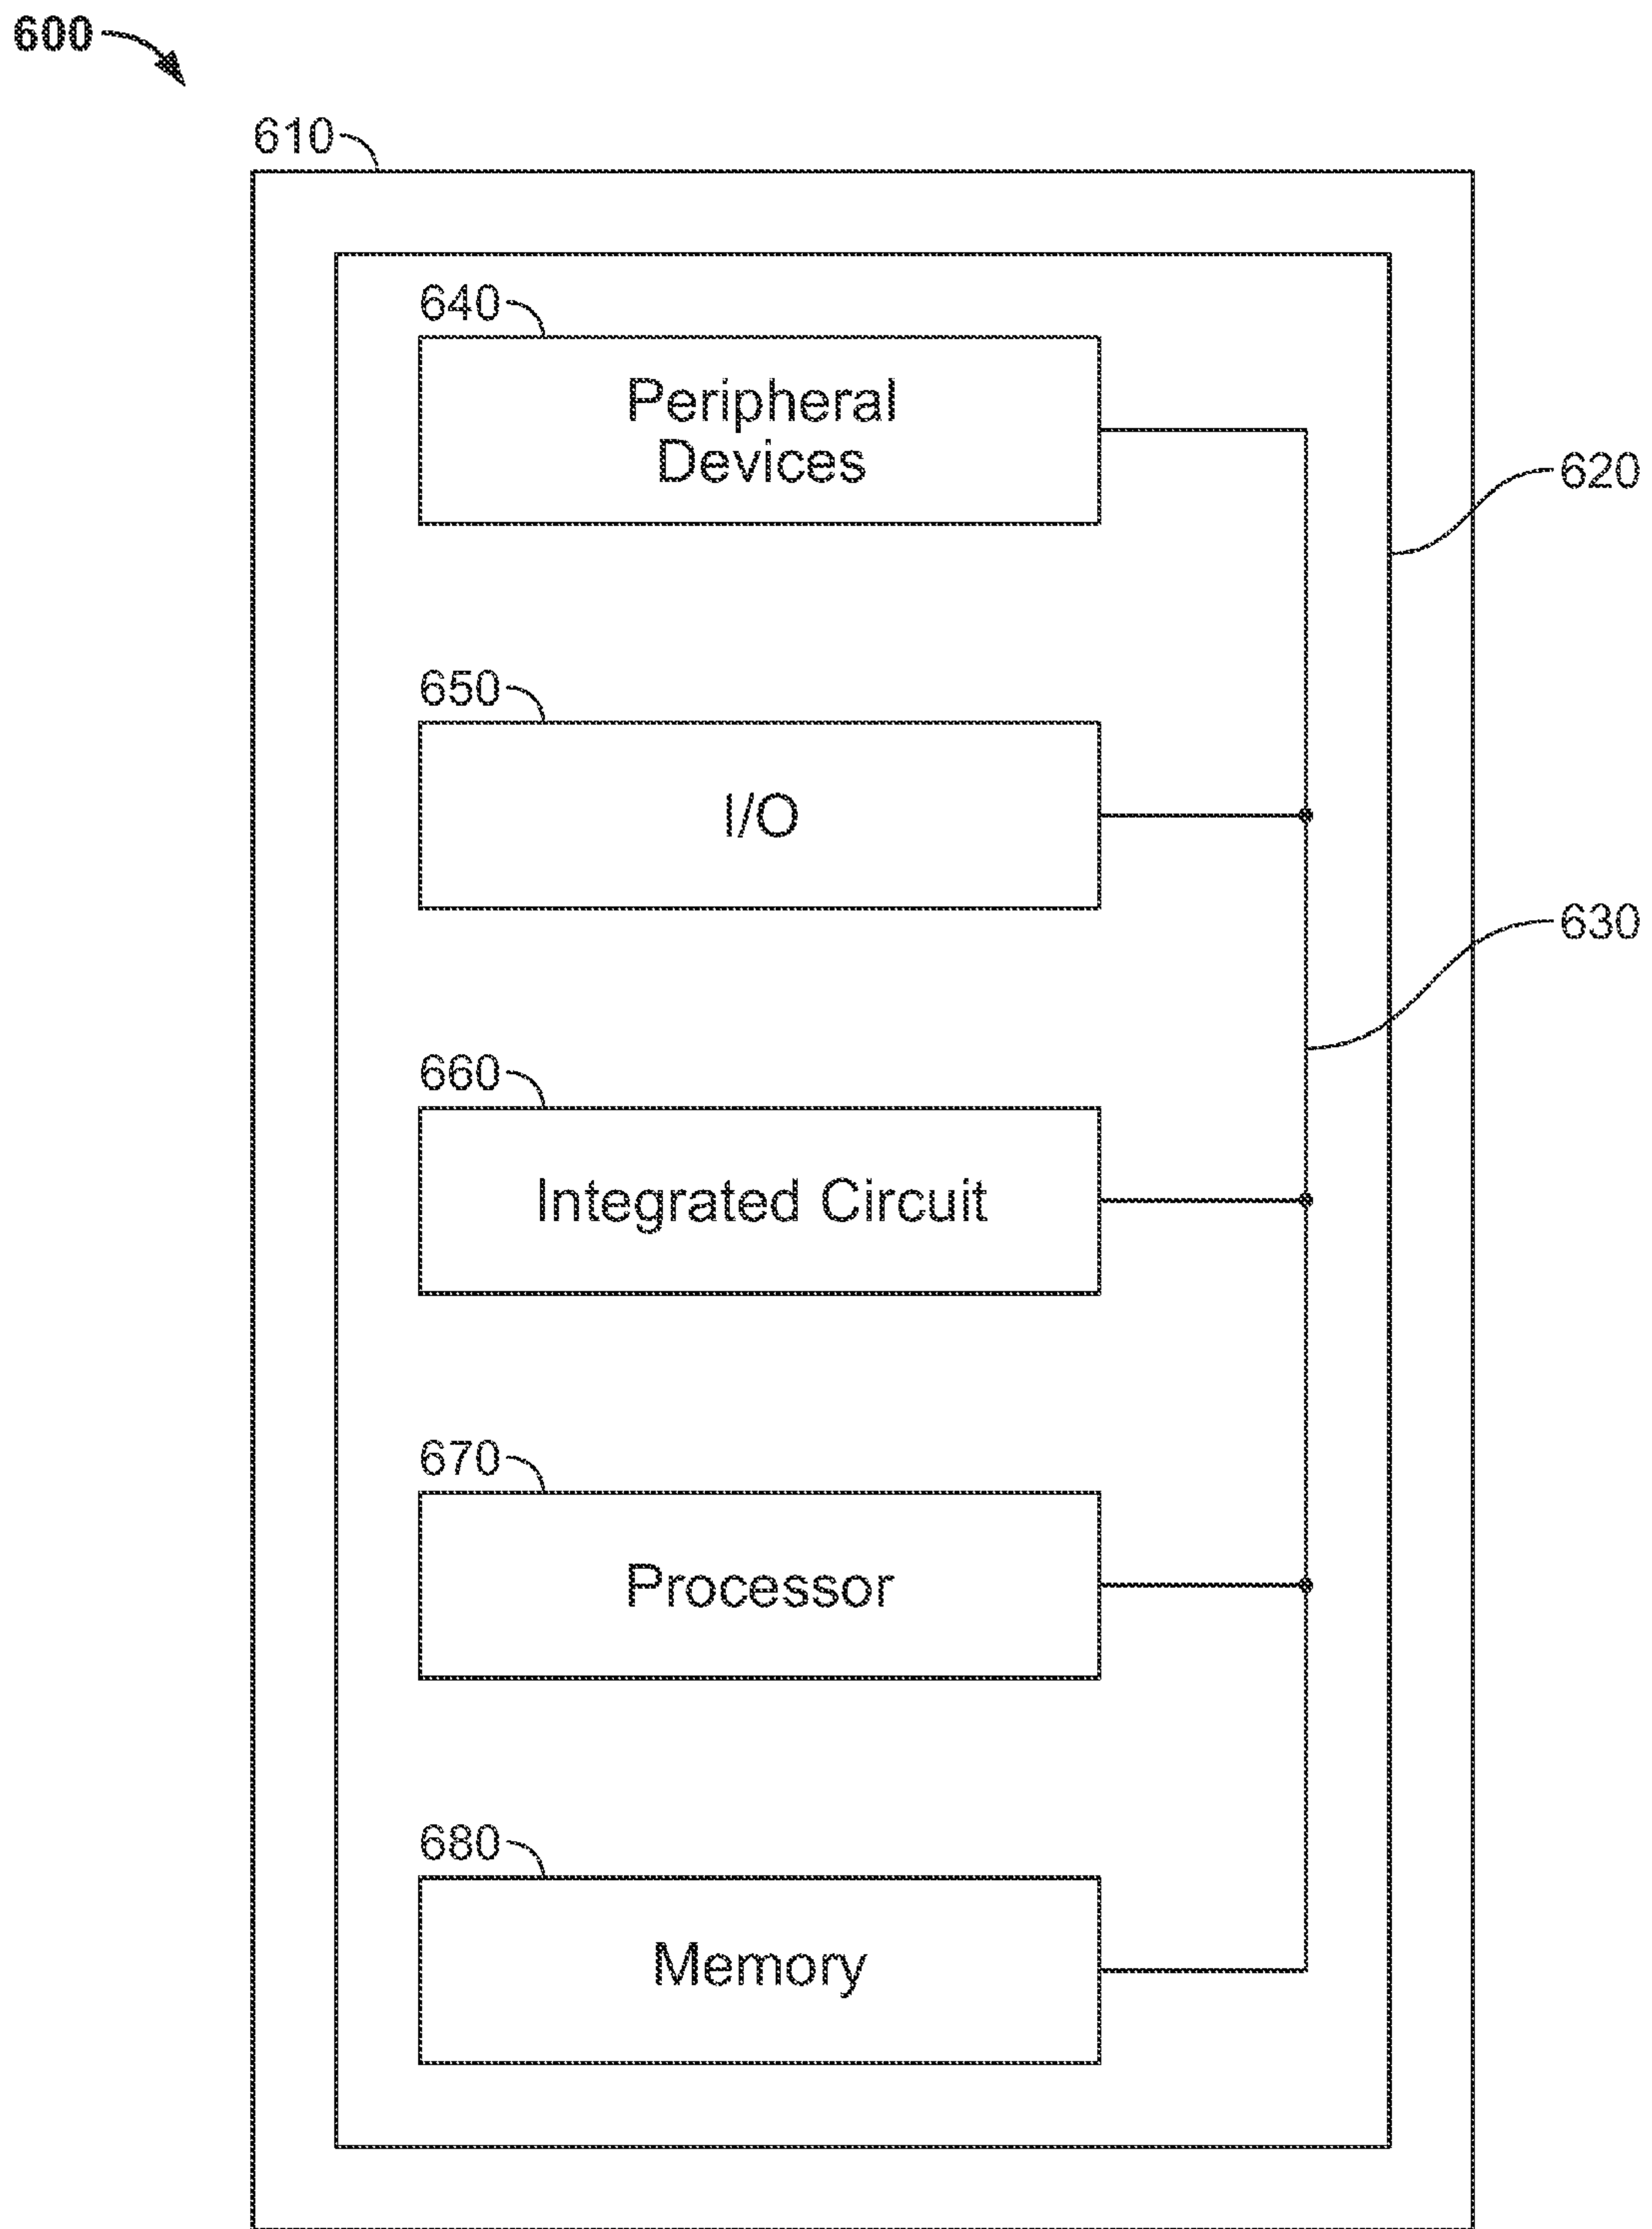 600
610
640
Peripheral
Devices
620
650
I/O
630
660
Integrated Circuit
670
Processor
680
Memory